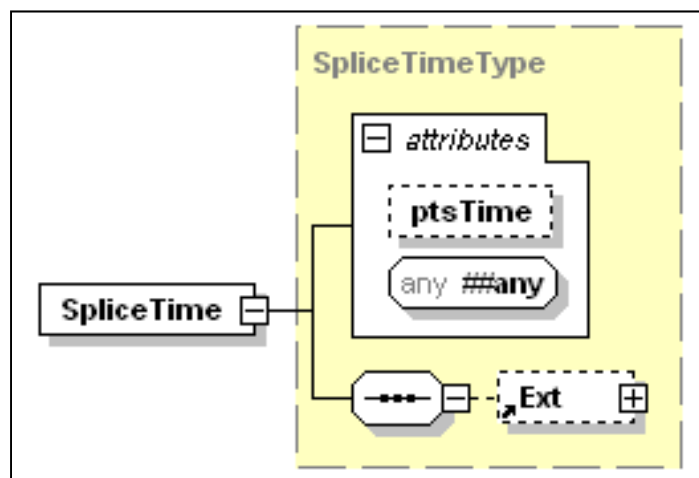 SpliceTimeType
attributes
ptsTime
any ##any
SpliceTime
Ext